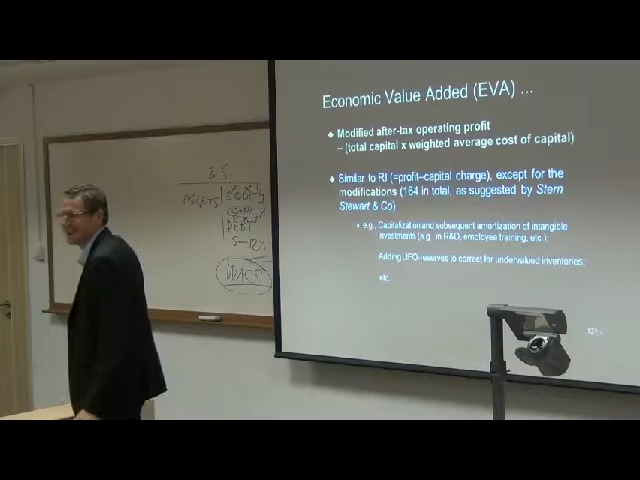 Economic Value Added (EVA) ...
Modified after-tax operating profit
– (total capital x weighted average cost of capital)
Similar to RI (=profit–capital charge), except for the
modifications (164 in total, as suggested by Stern
Stewart & Co)
e.g., Capitalization and subsequent amortization of intangible
investments (e.g. in R&D, employee training, etc.);
Adding LIFO-reserves to correct for undervalued inventories;
etc.
B S
ASSETS
DEBT
WACC